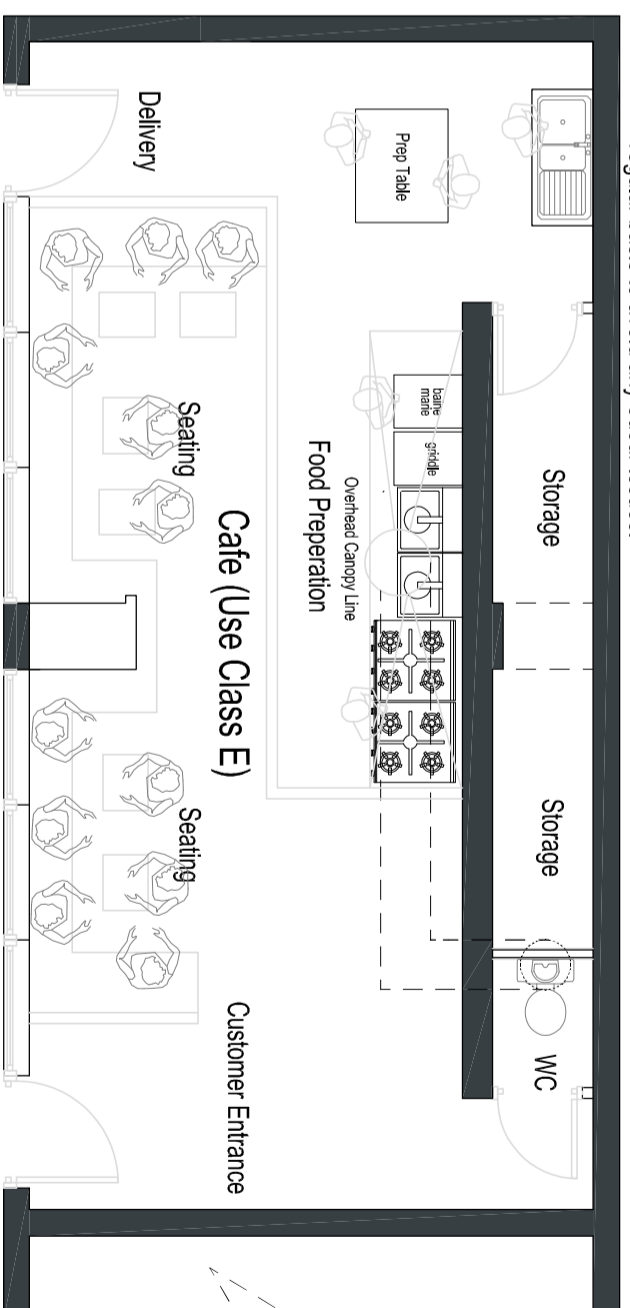 Storage
Storage
WC
baine
marie
griddle
Prep Table
Overhead Canopy Line
Food Preperation
Cafe (Use Class E)
Customer Entrance
Seating
Seating
Delivery